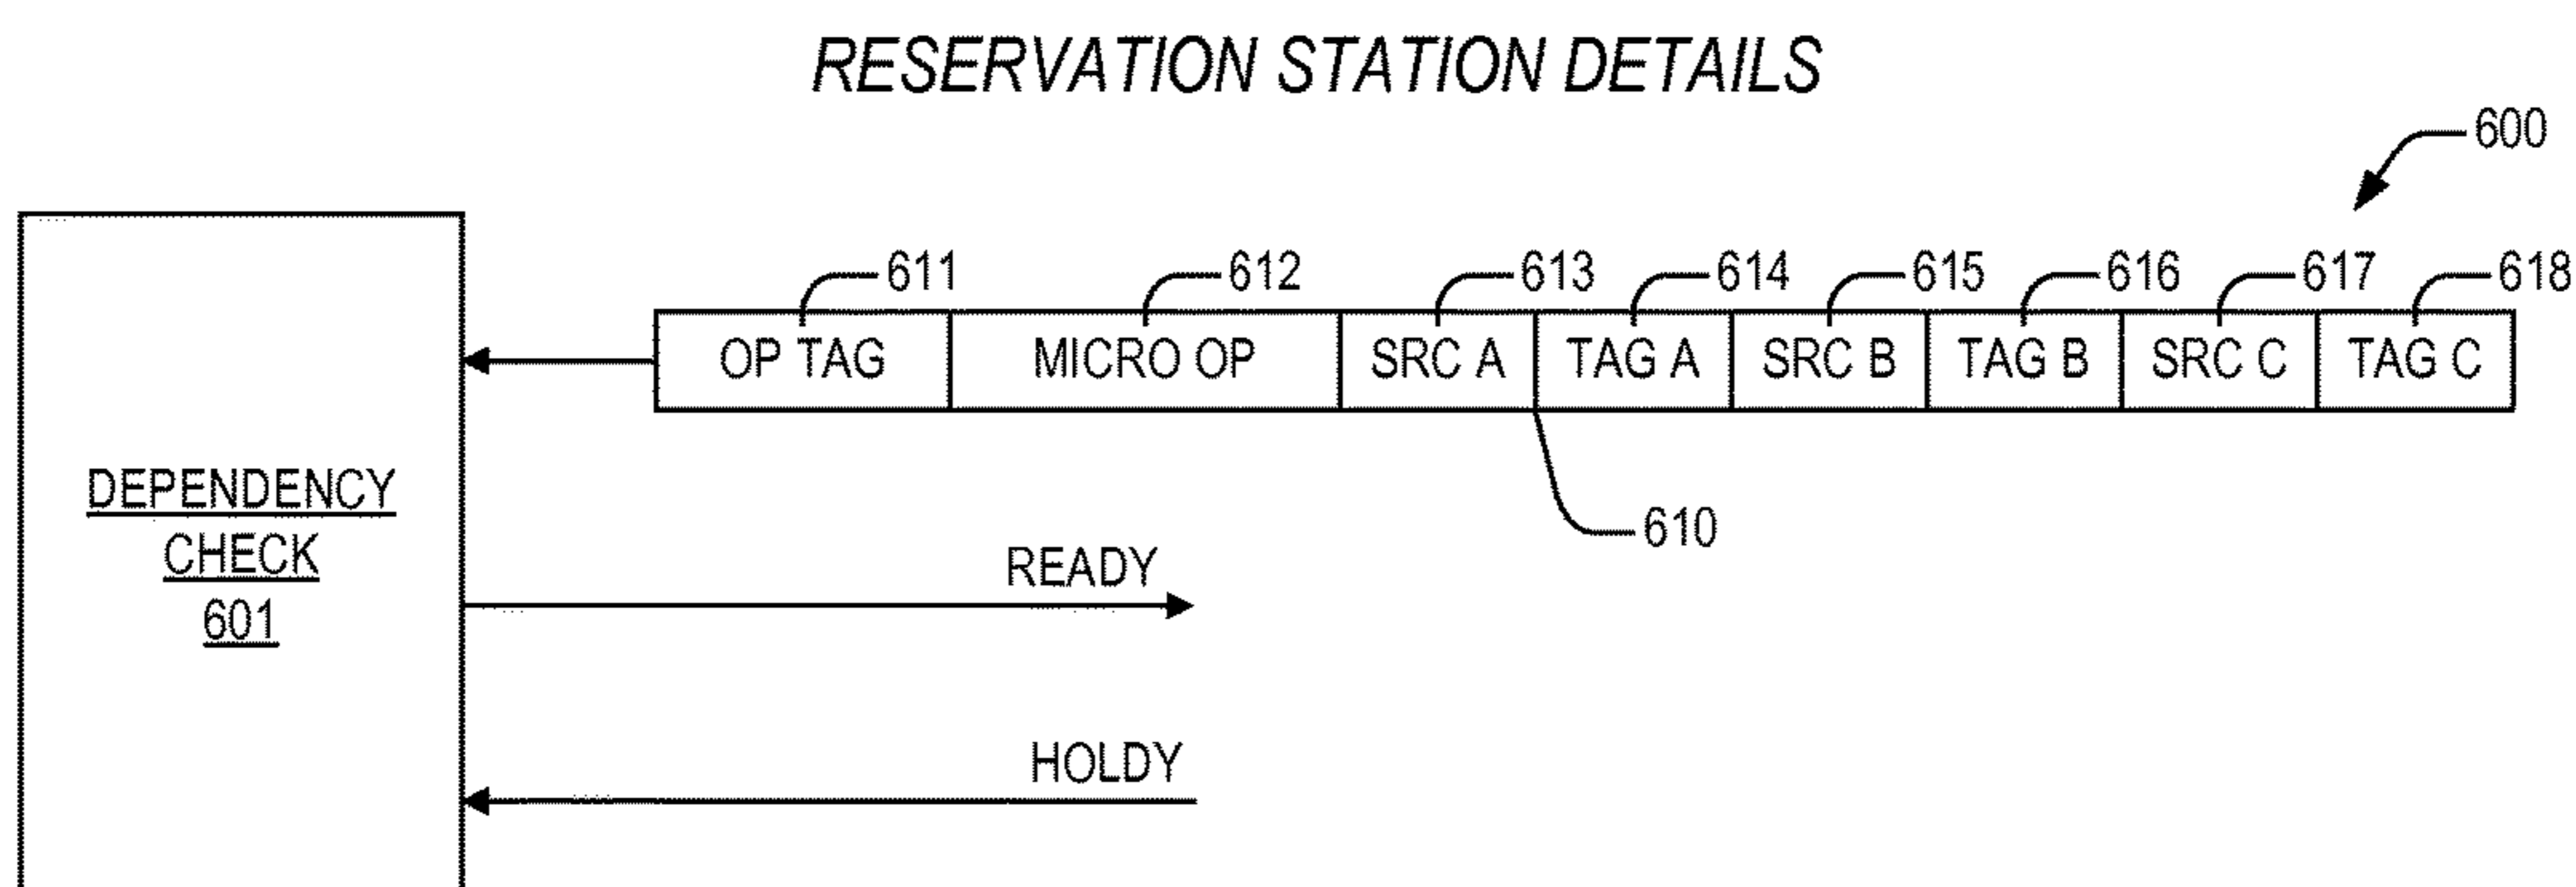 RESERVATION STATION DETAILS
600
611 612 613 614 615 616 617 618
OP TAG MICRO OP SRC A TAG A SRC B TAG B SRC C TAG C
610
DEPENDENCY
CHECK
601
READY
HOLDY